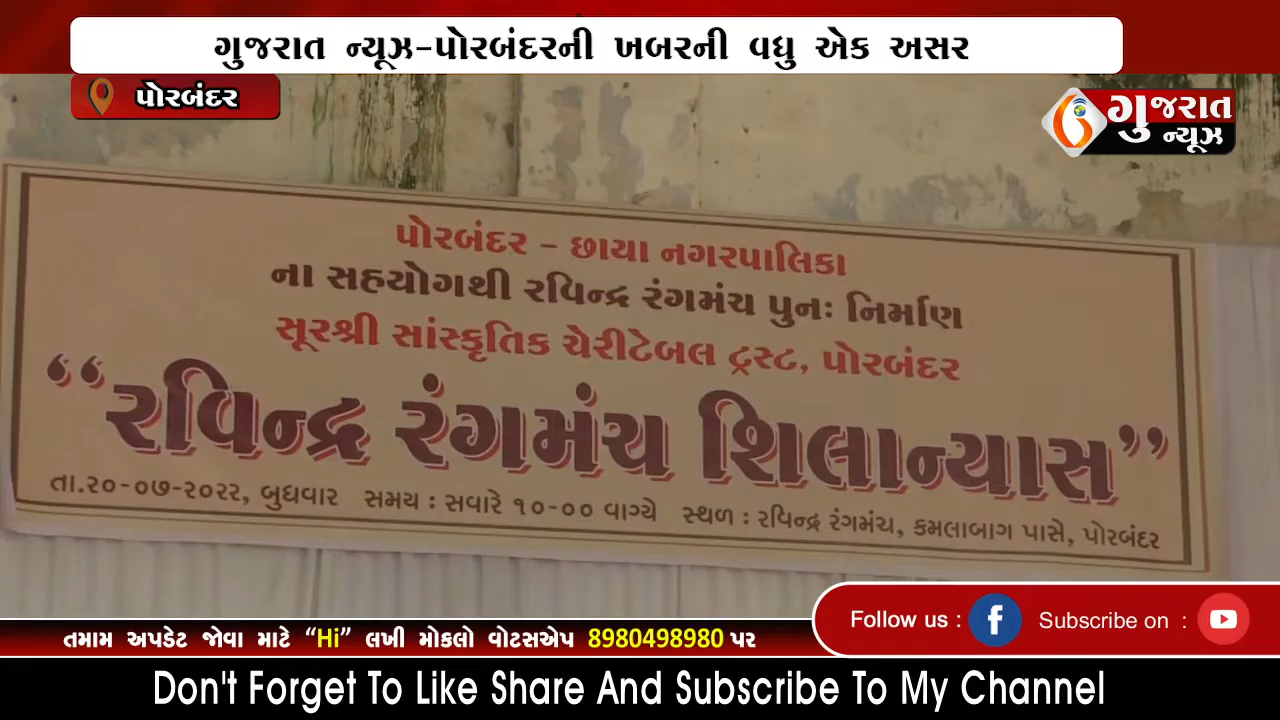 ગુજરાત ન્યૂઝ-પોરબંદરની ખબરની વધુ એક અસર
પોરબંદર
ગુજરાત
ન્યૂઝ
પોરબંદર - છાયા નગરપાલિકા
ના સહયોગથી રવિન્દ્ર રંગમંચ પુનઃ નિર્માણ
સૂરશ્રી સાંસ્કૃતિક ચેરીટેબલ ટ્રસ્ટ, પોરબંદર
“રવિન્દ્ર રંગમંચ શિલાન્યાસ”
તા.૨૦-૦૭-૨૦૨૨, બુધવાર સમય : સવારે ૧૦-૦૦ વાગ્યે સ્થળ : રવિન્દ્ર રંગમંચ, કમલાબાગ પાસે, પોરબંદર
Follow us : Subscribe on :
તમામ અપડેટ જોવા માટે “Hi” લખી મોકલો વોટસએપ 8980498980 પર
Don't Forget To Like Share And Subscribe To My Channel